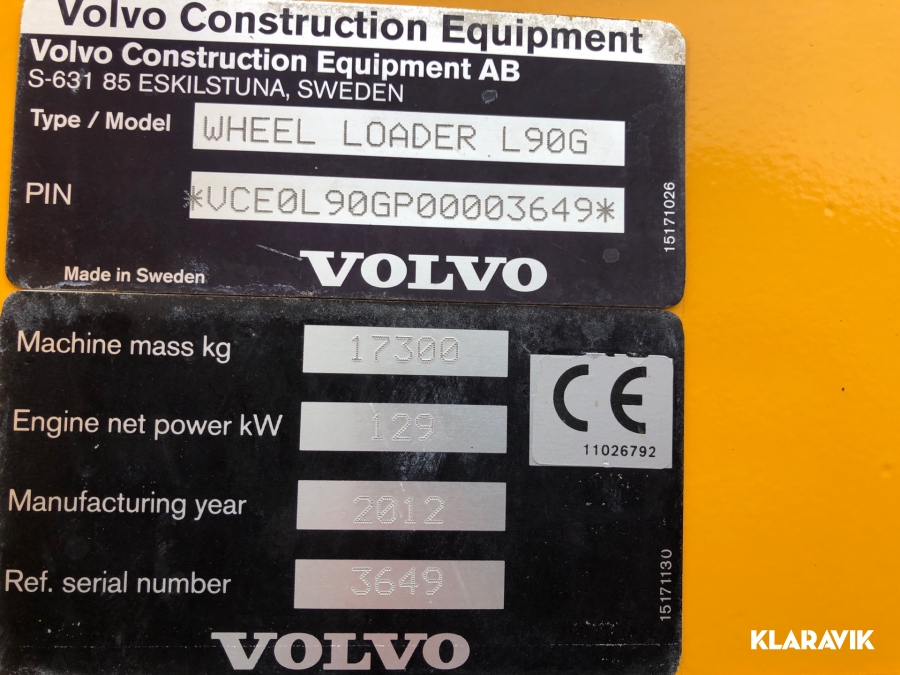 Volvo Construction Equipment
Volvo Construction Equipment AB
S-631 85 ESKILSTUNA, SWEDEN
Type / Model WHEEL LOADER L90G
PIN *VCE0L90GP00003649*
15171026
Made in Sweden VOLVO
Machine mass kg 17300
Engine net power kW 129
CE
11026792
Manufacturing year 2012
Ref. serial number 3649
15171130
VOLVO
KLARAVIK